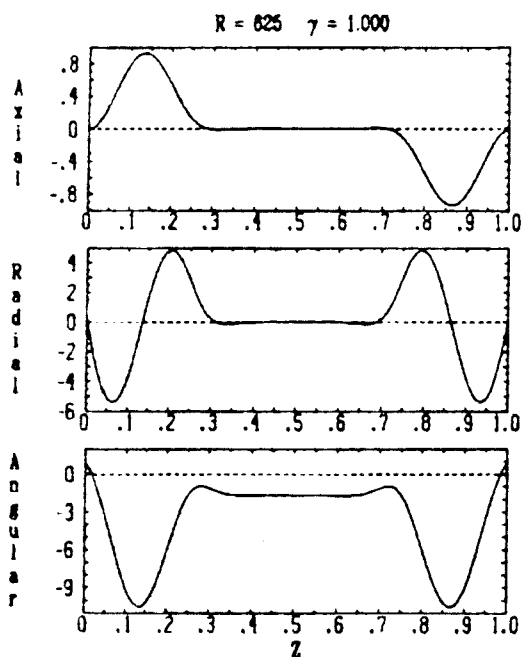 R = 625 γ = 1.000
Axial
.8
.4
0
-.4
-.8
0 .1 .2 .3 .4 .5 .6 .7 .8 .9 1.0
Radial
4
2
0
-2
-4
-6
0 .1 .2 .3 .4 .5 .6 .7 .8 .9 1.0
Angular
0
-3
-6
-9
0 .1 .2 .3 .4 .5 .6 .7 .8 .9 1.0
Z